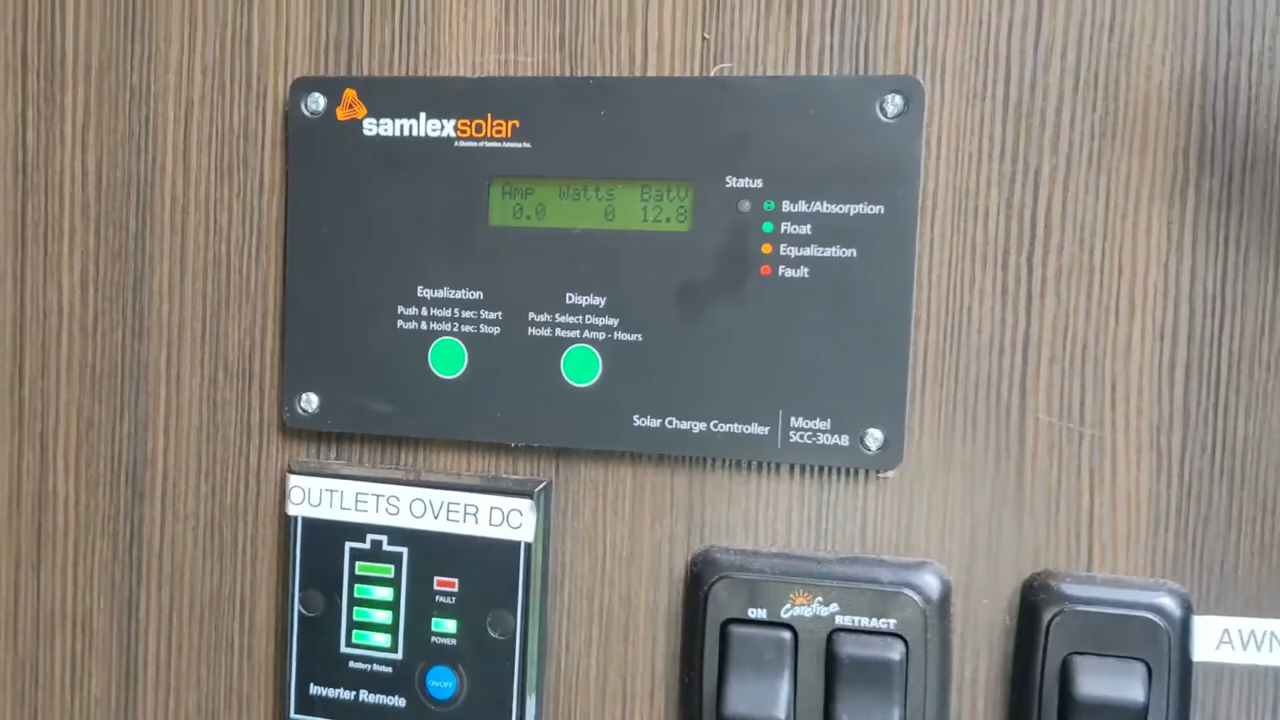 samlexsolar
A Division of Samlex America Inc.
Amp Watts BatV
0.0 0 12.8
Status
Bulk/Absorption
Float
Equalization
Fault
Equalization
Push & Hold 5 sec: Start
Push & Hold 2 sec: Stop
Display
Push: Select Display
Hold: Reset Amp - Hours
Solar Charge Controller
Model
SCC-30AB
OUTLETS OVER DC
FAULT
POWER
Battery Status
ON/OFF
Inverter Remote
Carefree
ON
RETRACT
AWN